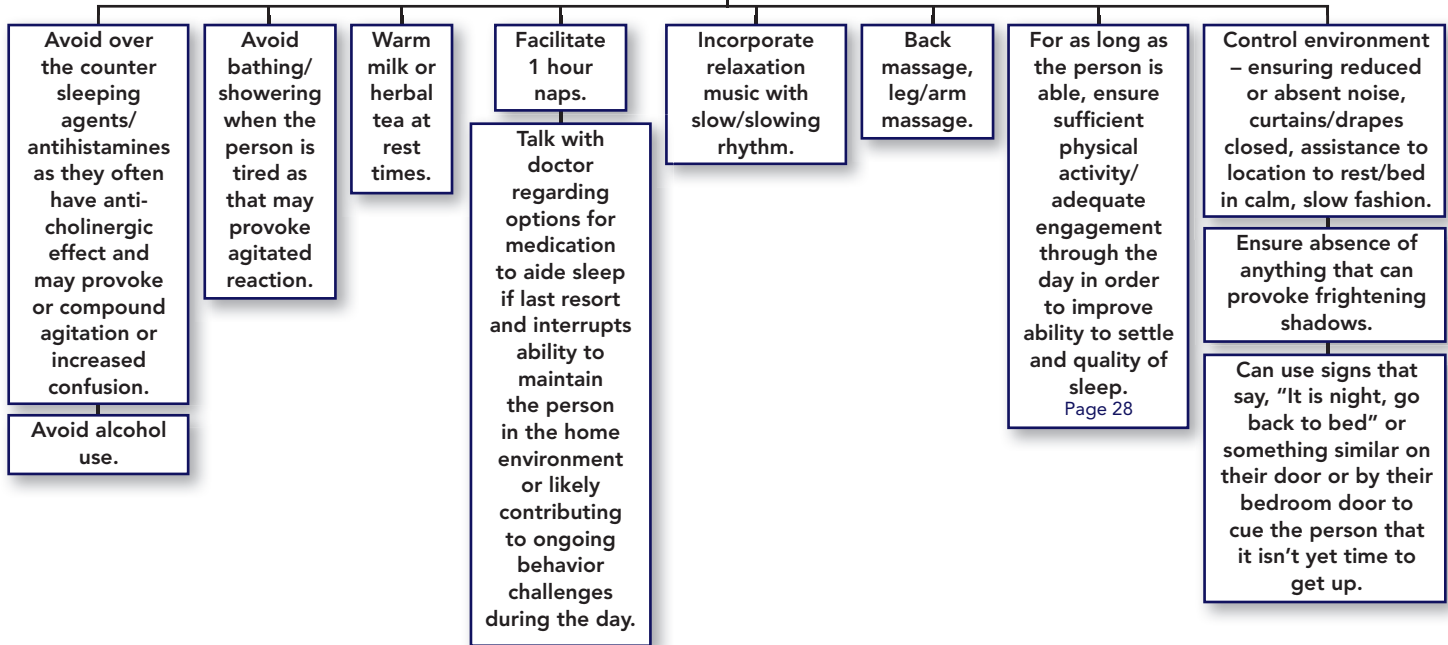 Avoid over
the counter
sleeping
agents/
antihistamines
as they often
have anti-
cholinergic
effect and
may provoke
or compound
agitation or
increased
confusion.
Avoid alcohol
use.
Avoid
bathing/
showering
when the
person is
tired as
that may
provoke
agitated
reaction.
Warm
milk or
herbal
tea at
rest
times.
Facilitate
1 hour
naps.
Talk with
doctor
regarding
options for
medication
to aide sleep
if last resort
and interrupts
ability to
maintain
the person
in the home
environment
or likely
contributing
to ongoing
behavior
challenges
during the day.
Incorporate
relaxation
music with
slow/slowing
rhythm.
Back
massage,
leg/arm
massage.
For as long as
the person is
able, ensure
sufficient
physical
activity/
adequate
engagement
through the
day in order
to improve
ability to settle
and quality of
sleep.
Page 28
Control environment
– ensuring reduced
or absent noise,
curtains/drapes
closed, assistance to
location to rest/bed
in calm, slow fashion.
Ensure absence of
anything that can
provoke frightening
shadows.
Can use signs that
say, “It is night, go
back to bed” or
something similar on
their door or by their
bedroom door to
cue the person that
it isn’t yet time to
get up.